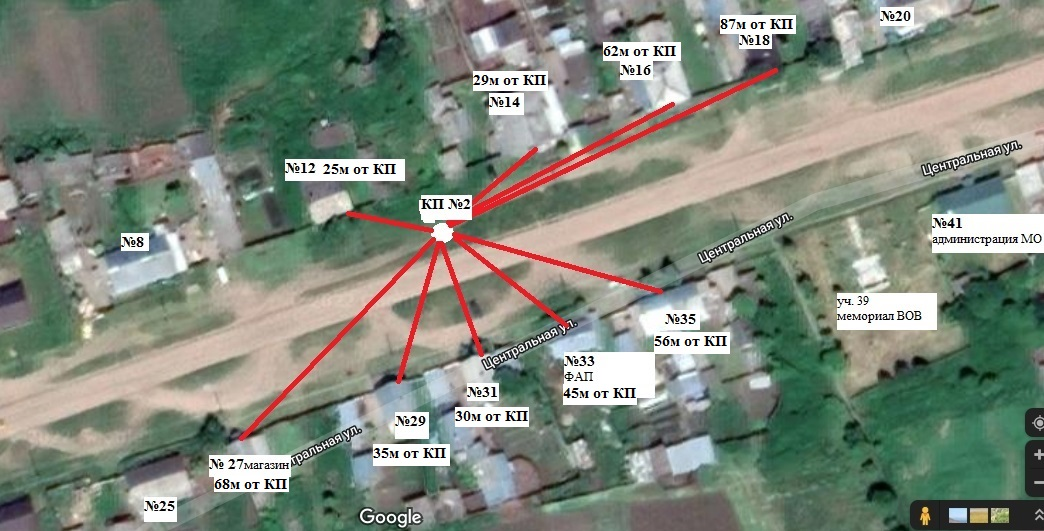 №20
87м от КП
№18
62м от КП
№16
29м от КП
№14
№12 25м от КП
КП №2
Центральная ул.
№8
Центральная ул.
№41
администрация МО
уч. 39
мемориал ВОВ
№35
56м от КП
Центральная ул.
№33
ФАП
45м от КП
№31
30м от КП
№29
35м от КП
нтральная ул.
№ 27магазин
68м от КП
№25
Google